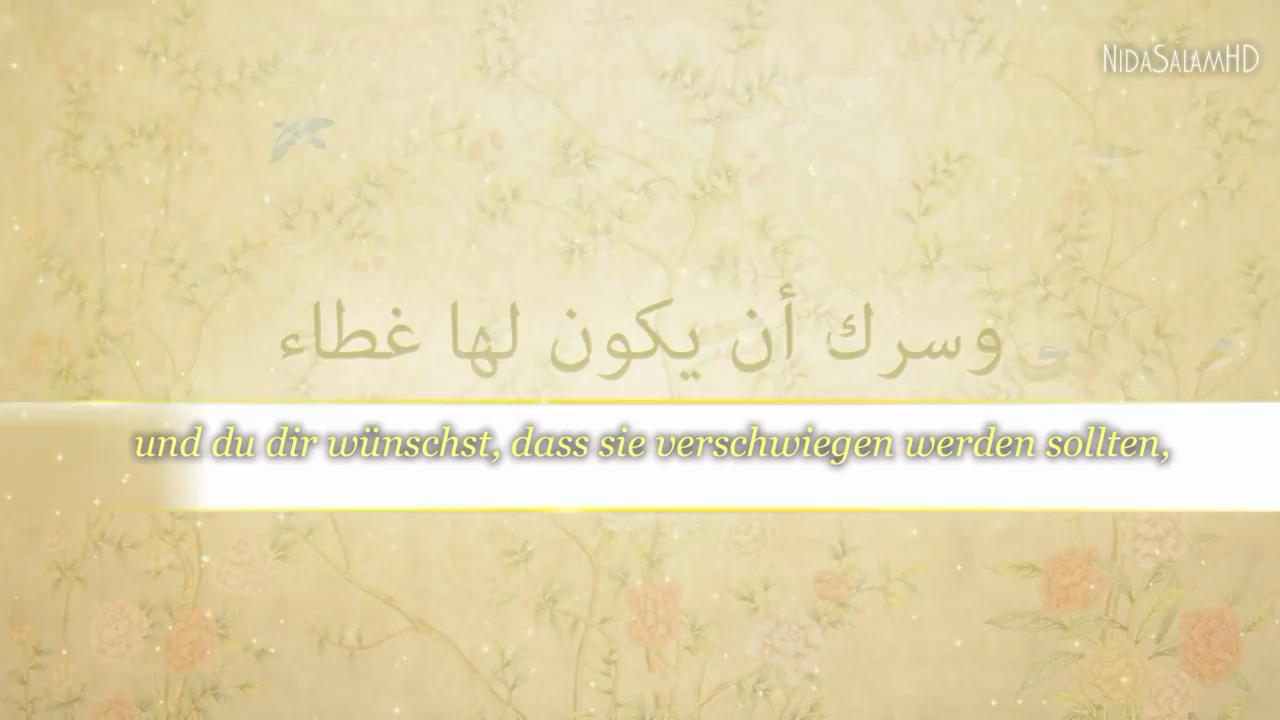 NIDASALAMHD
وسرك أن يكون لها غطاء
und du dir wünschst, dass sie verschwiegen werden sollten,